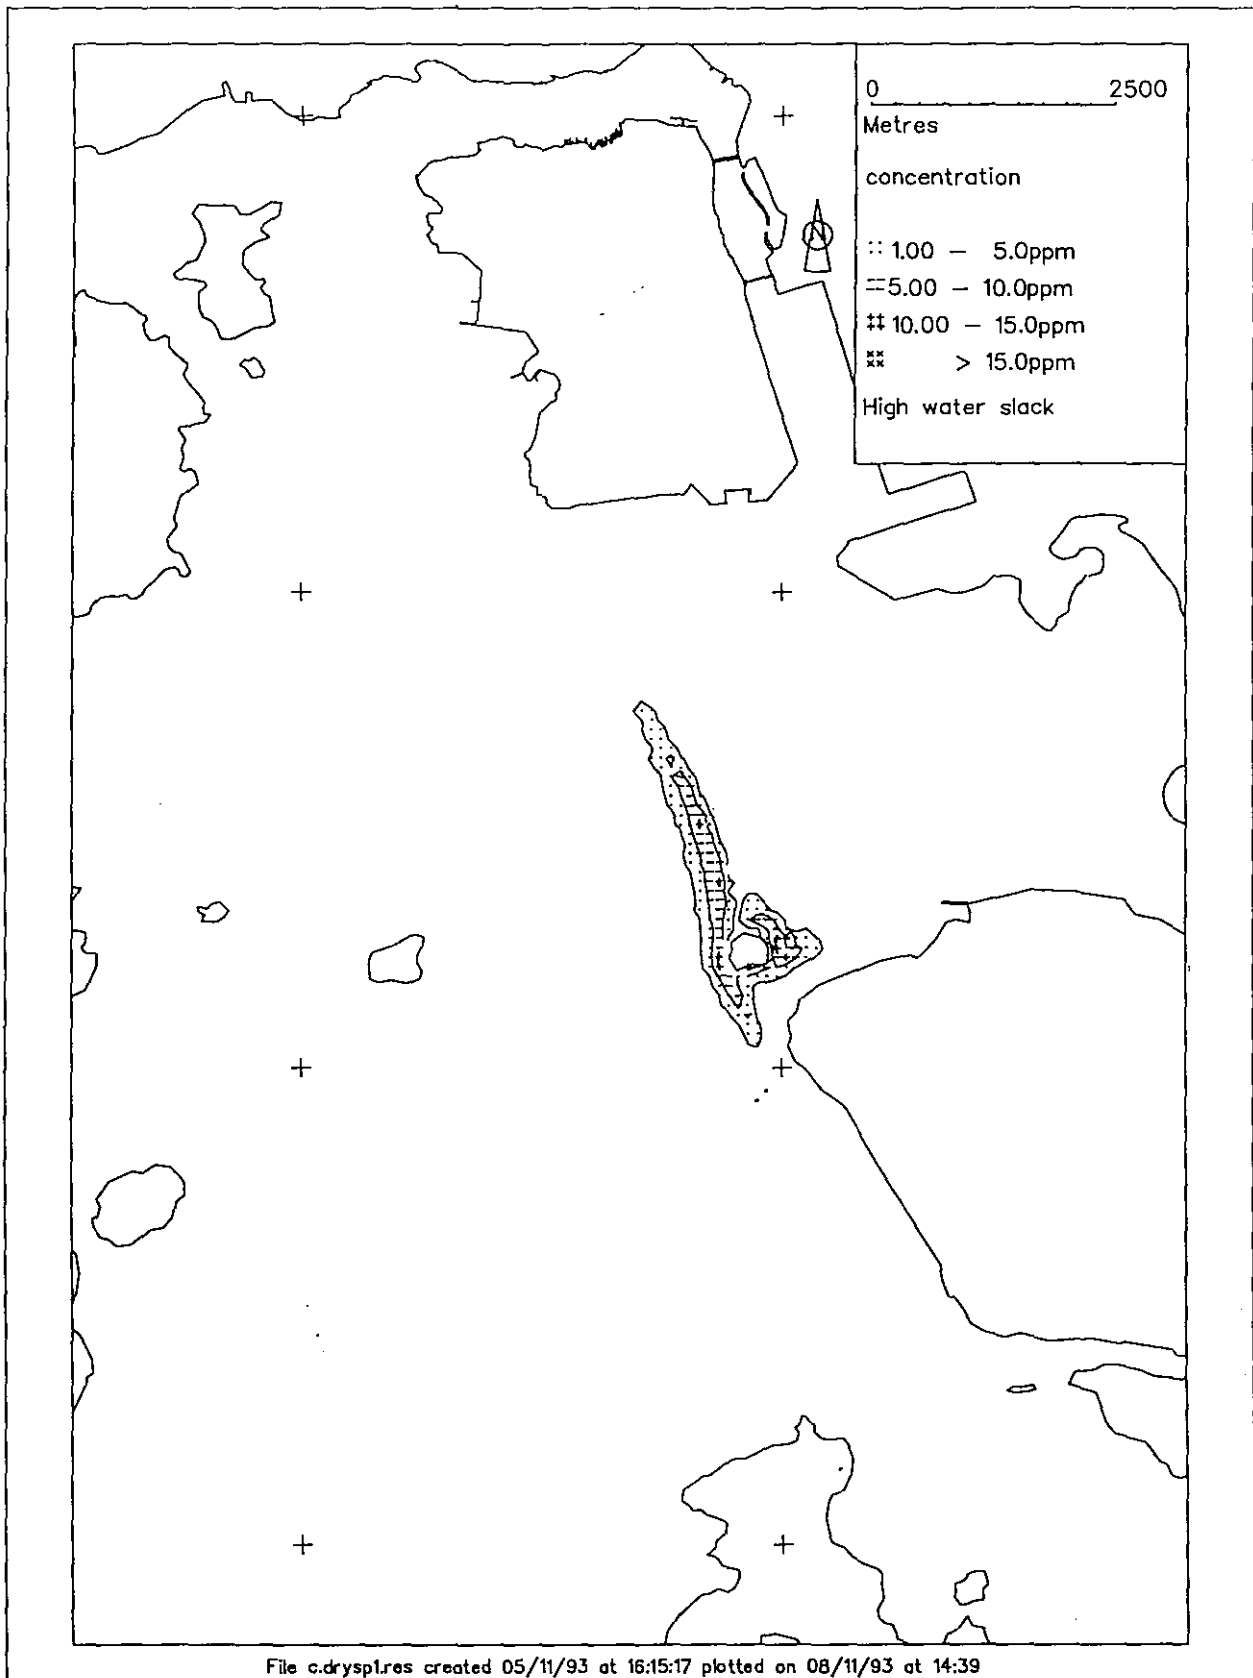 0 2500
Metres
concentration
N
1.00 – 5.0ppm
5.00 – 10.0ppm
10.00 – 15.0ppm
> 15.0ppm
High water slack
File c.drysp1.res created 05/11/93 at 16:15:17 plotted on 08/11/93 at 14:39